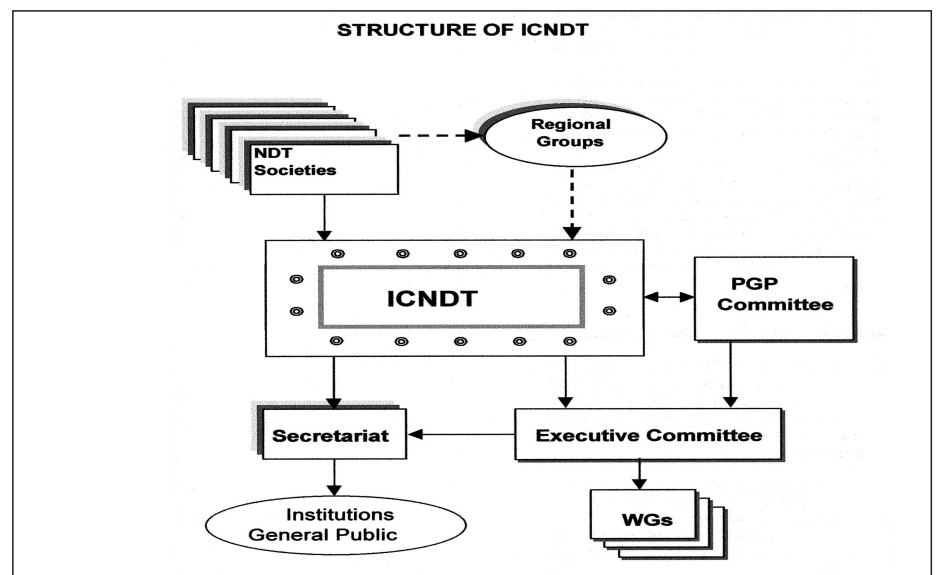 STRUCTURE OF ICNDT
Regional
Groups
NDT
Societies
ICNDT
PGP
Committee
Secretariat
Executive Committee
Institutions
General Public
WGs